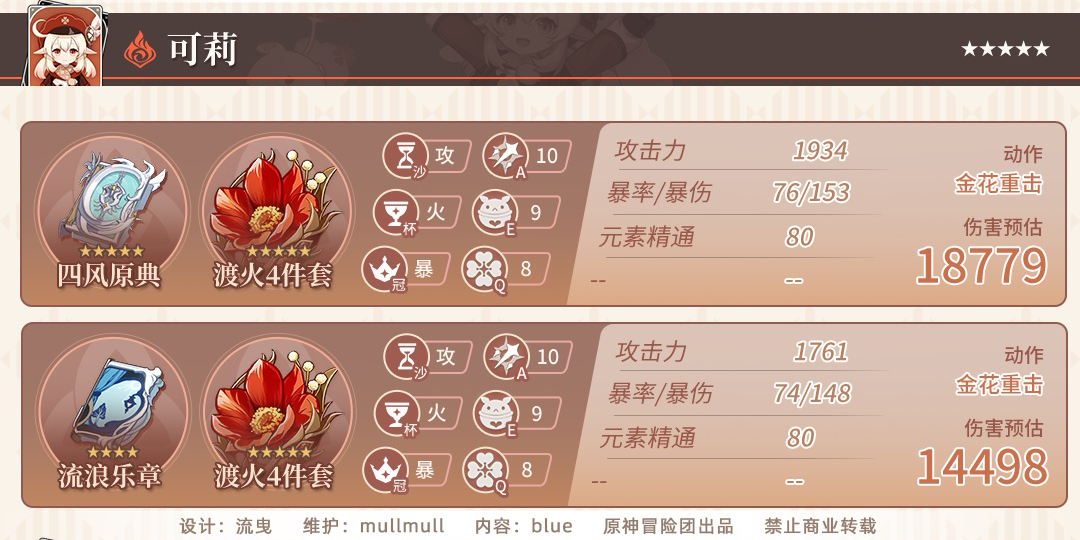 可莉
★★★★★
四风原典
渡火4件套
沙 攻
A 10
杯 火
E 9
冠 暴
Q 8
攻击力 1934
暴率/暴伤 76/153
元素精通 80
-- --
动作
金花重击
伤害预估
18779
流浪乐章
渡火4件套
沙 攻
A 10
杯 火
E 9
冠 暴
Q 8
攻击力 1761
暴率/暴伤 74/148
元素精通 80
-- --
动作
金花重击
伤害预估
14498
设计：流曳 维护：mullmull 内容：blue 原神冒险团出品 禁止商业转载